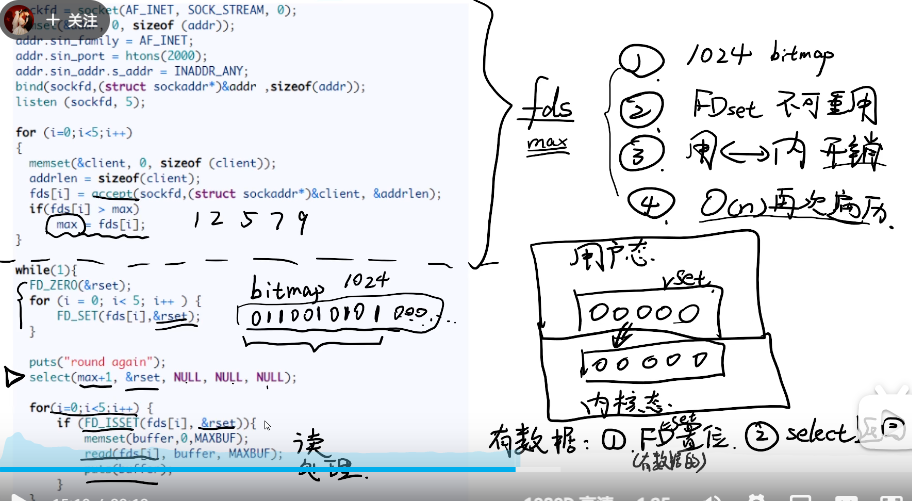 + 关注
sockfd = socket(AF_INET, SOCK_STREAM, 0);
0, sizeof (addr));
addr.sin_family = AF_INET;
addr.sin_port = htons(2000);
addr.sin_addr.s_addr = INADDR_ANY;
bind(sockfd,(struct sockaddr*)&addr ,sizeof(addr));
listen (sockfd, 5);
for (i=0;i<5;i++)
{
memset(&client, 0, sizeof (client));
addrlen = sizeof(client);
fds[i] = accept(sockfd,(struct sockaddr*)&client, &addrlen);
if(fds[i] > max)
max = fds[i];
}
1 2 5 7 9
fds
max
① 1024 bitmap
② FDset 不可重用
③ 用<->内 开销
④ O(n)再次遍历.
while(1){
FD_ZERO(&rset);
for (i = 0; i< 5; i++ ) {
FD_SET(fds[i],&rset);
}
bitmap 1024
0110010101 000...
puts("round again");
select(max+1, &rset, NULL, NULL, NULL);
for(i=0;i<5;i++) {
if (FD_ISSET(fds[i], &rset)){
memset(buffer,0,MAXBUF);
read(fds[i], buffer, MAXBUF);
puts(buffer);
}
读
处理.
用户态.
rset
00000
00000
内核态.
有数据: ① FD置位. ② select
set
(有数据的)